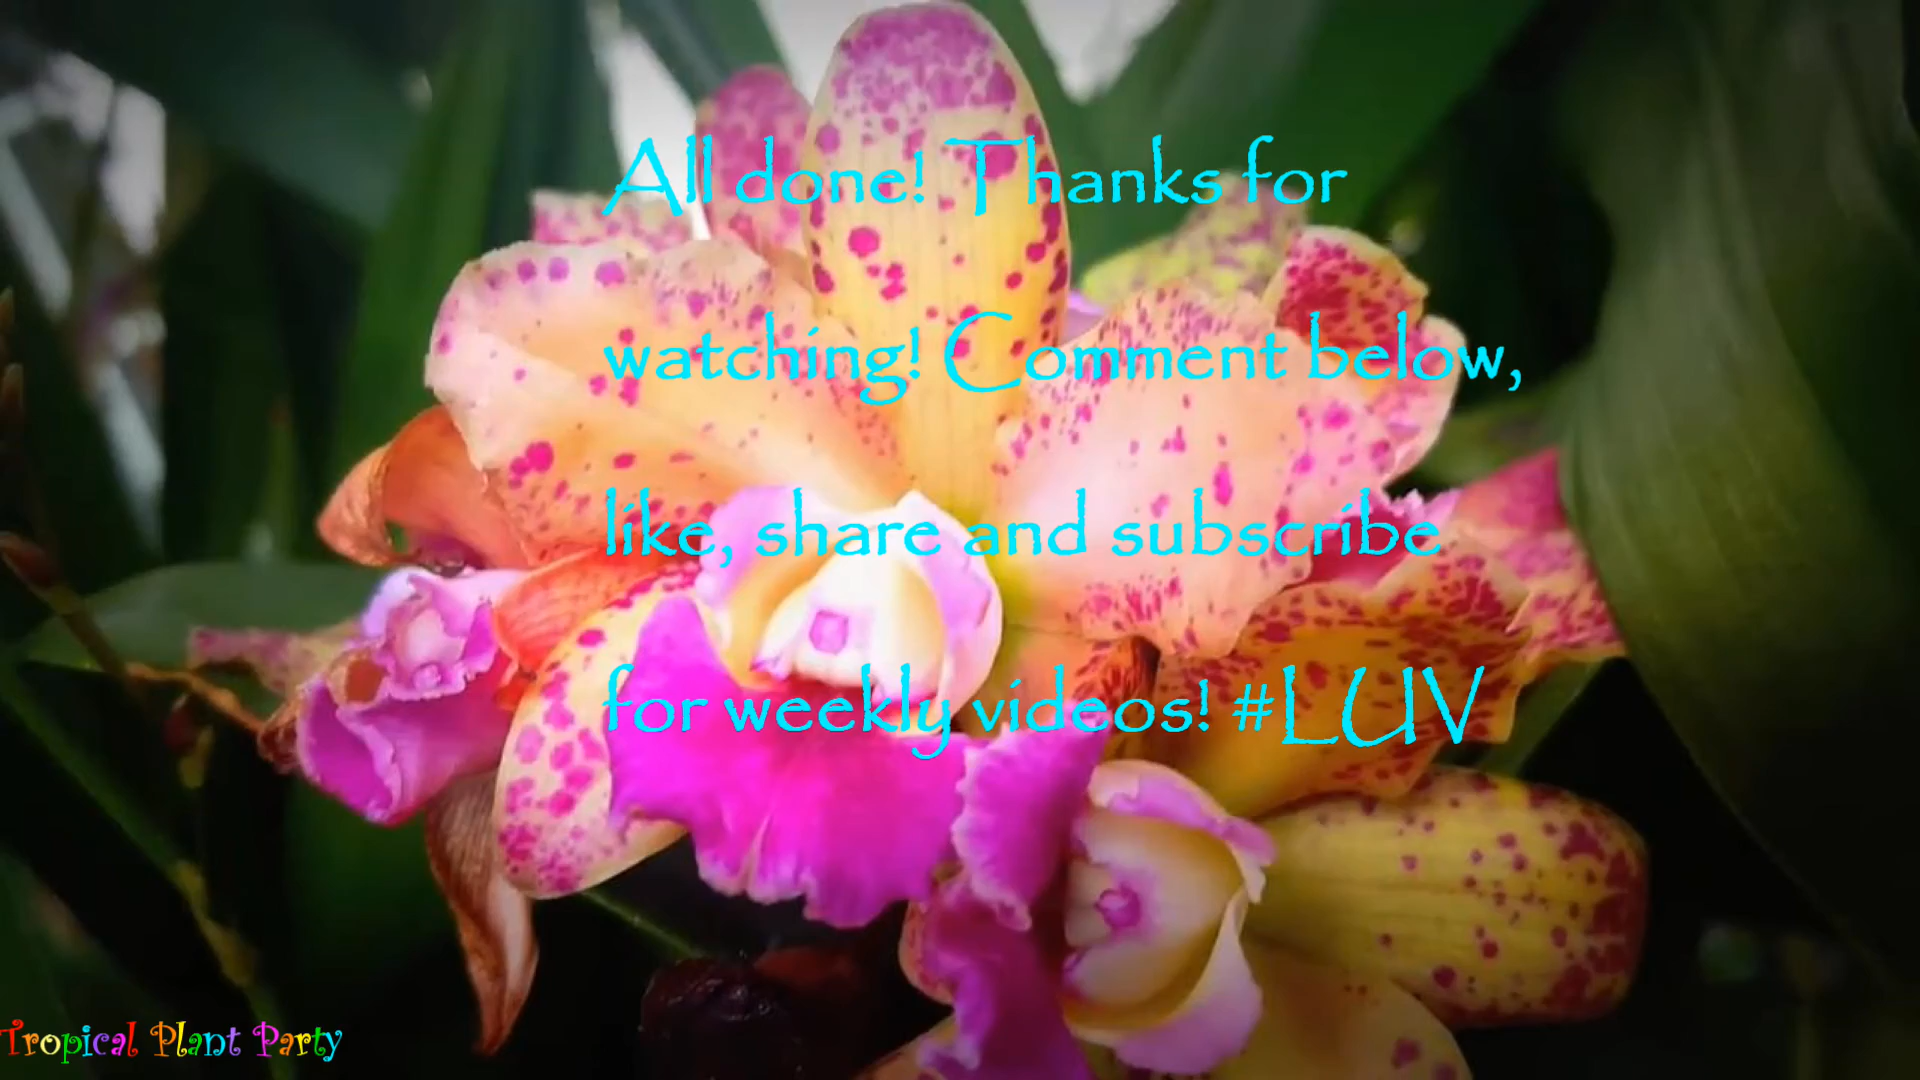 All done! Thanks for
watching! Comment below,
like, share and subscribe
for weekly videos! #LUV
Tropical Plant Party